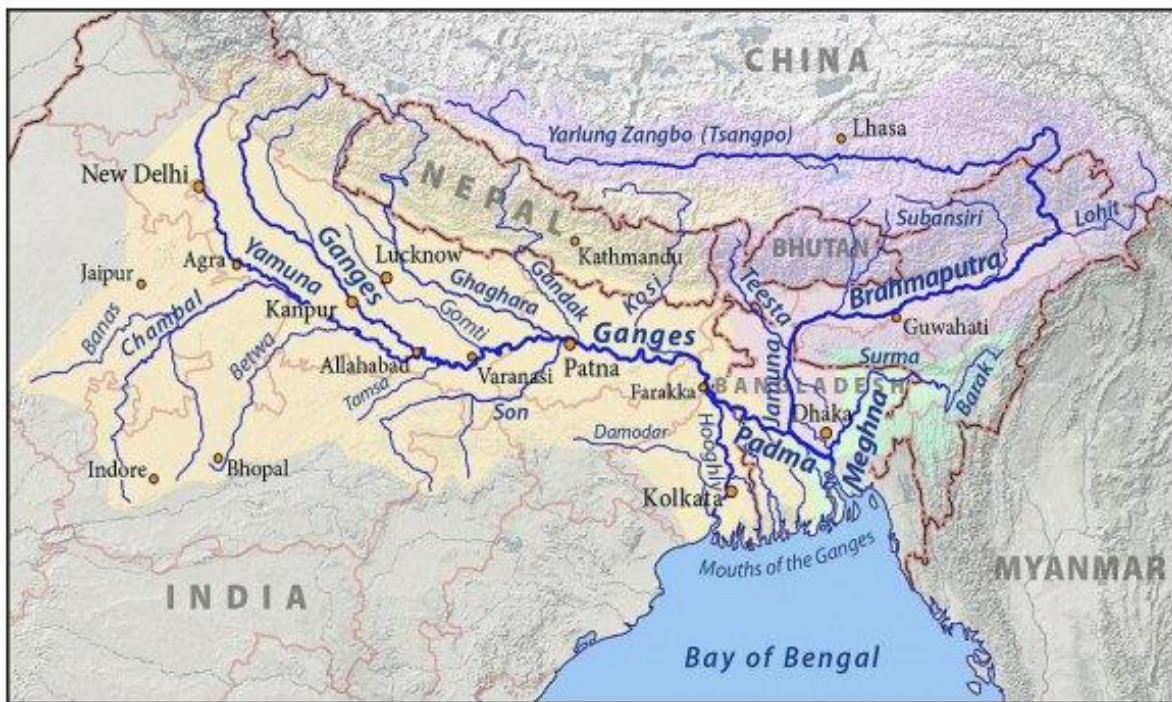 CHINA
Yarlung Zangbo (Tsangpo)
Lhasa
New Delhi
NEPAL
Subansiri
Lohit
BHUTAN
Kathmandu
Agra
Yamuna
Ganges
Lucknow
Ghaghara
Gandak
Kosi
Teesta
Brahmaputra
Jaipur
Banas
Chambal
Kanpur
Gomti
Ganges
Guwahati
Betwa
Allahabad
Varanasi
Patna
Surma
Barak
Tamsa
Son
Farakka
BANGLADESH
Jamuna
Dhaka
Meghna
Damodar
Hooghly
Padma
Indore
Bhopal
Kolkata
Mouths of the Ganges
INDIA
MYANMAR
Bay of Bengal